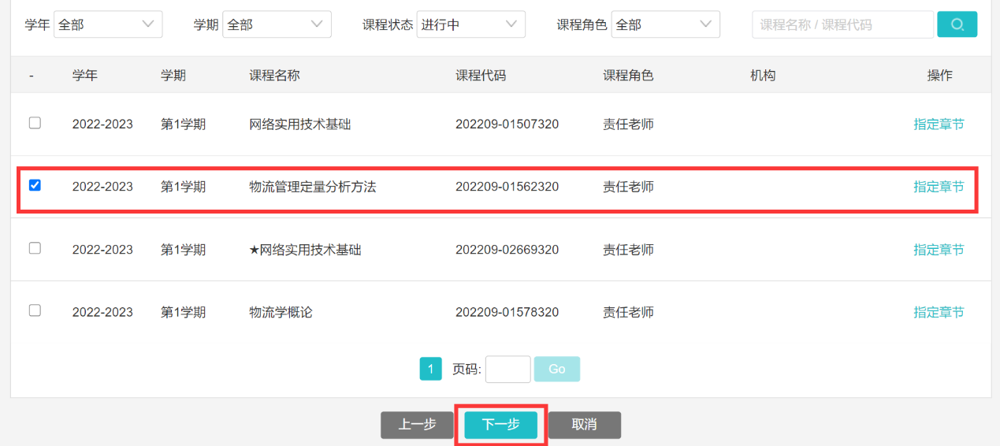 学年 全部 学期 全部 课程状态 进行中 课程角色 全部 课程名称 / 课程代码
- 学年 学期 课程名称 课程代码 课程角色 机构 操作
2022-2023 第1学期 网络实用技术基础 202209-01507320 责任老师 指定章节
2022-2023 第1学期 物流管理定量分析方法 202209-01562320 责任老师 指定章节
2022-2023 第1学期 ★网络实用技术基础 202209-02669320 责任老师 指定章节
2022-2023 第1学期 物流学概论 202209-01578320 责任老师 指定章节
1 页码: Go
上一步 下一步 取消